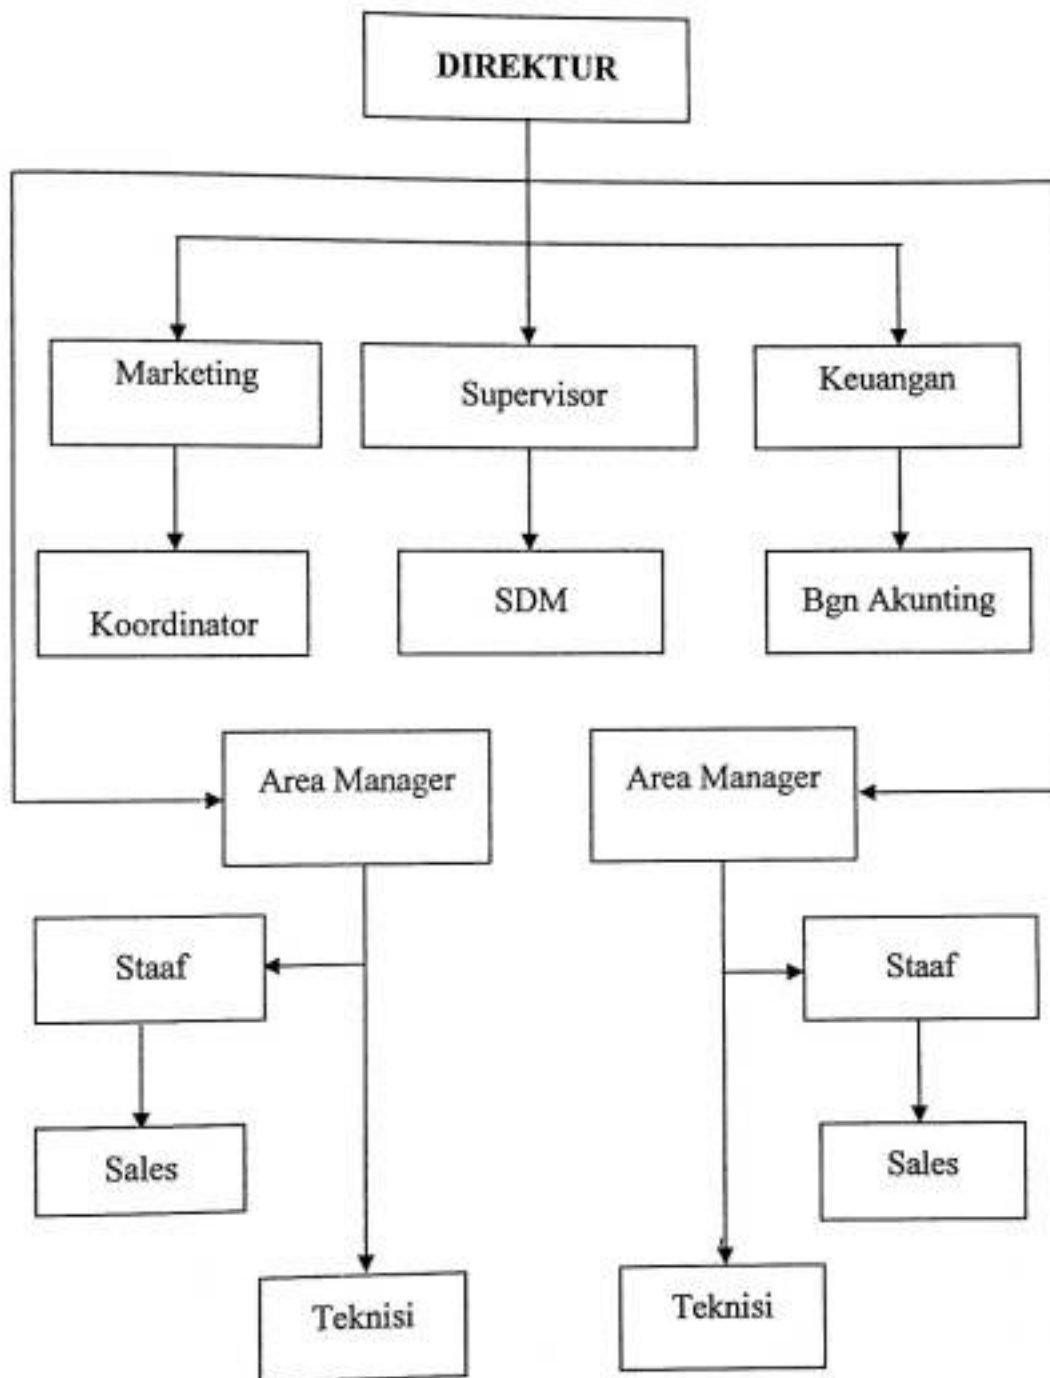 DIREKTUR
Marketing
Supervisor
Keuangan
Koordinator
SDM
Bgn Akunting
Area Manager
Area Manager
Staaf
Staaf
Sales
Sales
Teknisi
Teknisi